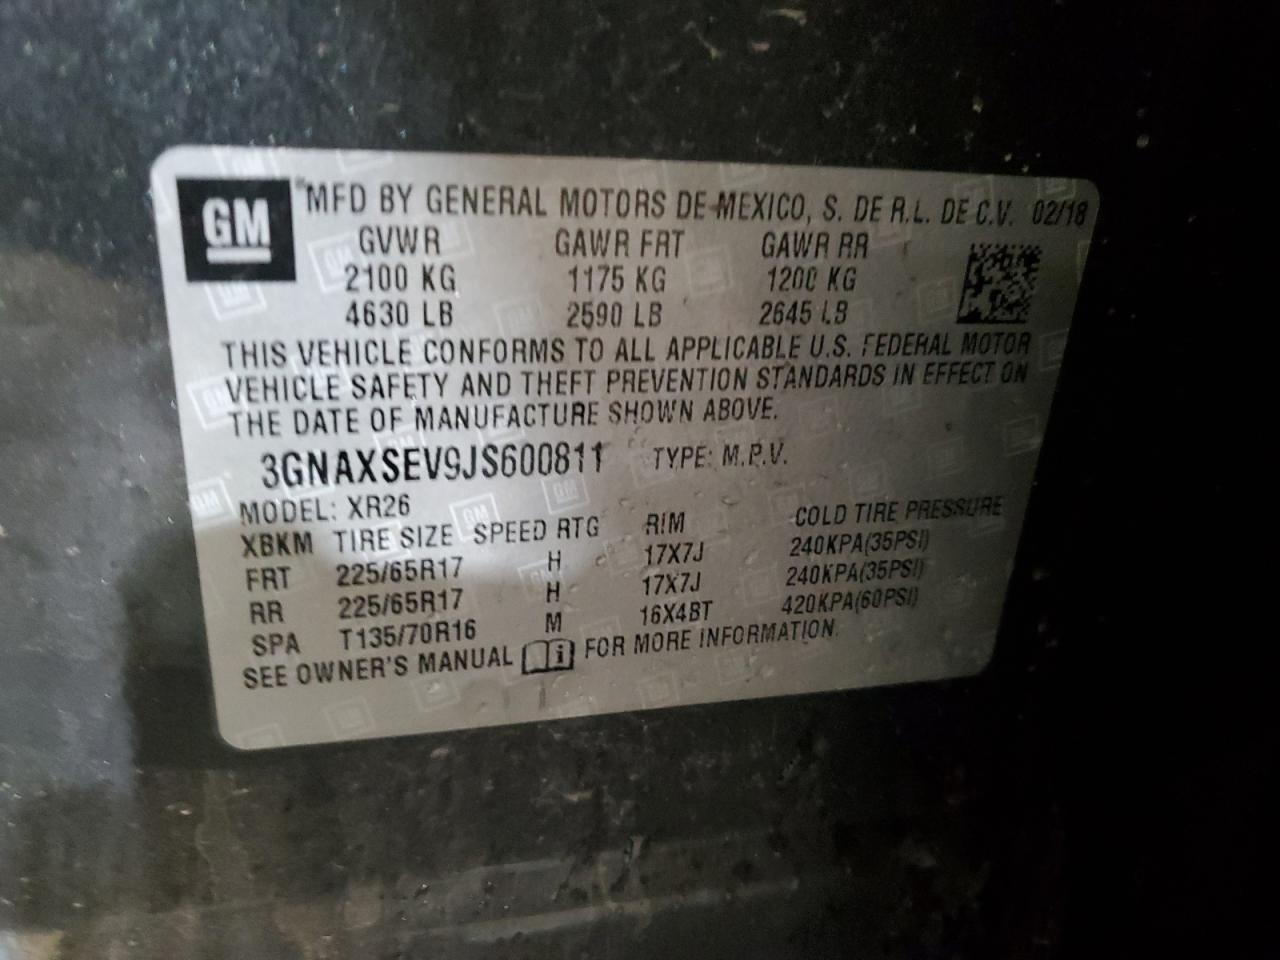 GM
MFD BY GENERAL MOTORS DE MEXICO, S. DE R.L. DE C.V. 02/18
GVWR GAWR FRT GAWR RR
2100 KG 1175 KG 1200 KG
4630 LB 2590 LB 2645 LB
THIS VEHICLE CONFORMS TO ALL APPLICABLE U.S. FEDERAL MOTOR
VEHICLE SAFETY AND THEFT PREVENTION STANDARDS IN EFFECT ON
THE DATE OF MANUFACTURE SHOWN ABOVE.
3GNAXSEV9JS600811 TYPE: M.P.V.
MODEL: XR26
XBKM TIRE SIZE SPEED RTG RIM COLD TIRE PRESSURE
FRT 225/65R17 H 17X7J 240KPA(35PSI)
RR 225/65R17 H 17X7J 240KPA(35PSI)
SPA T135/70R16 M 16X4BT 420KPA(60PSI)
SEE OWNER'S MANUAL i FOR MORE INFORMATION.